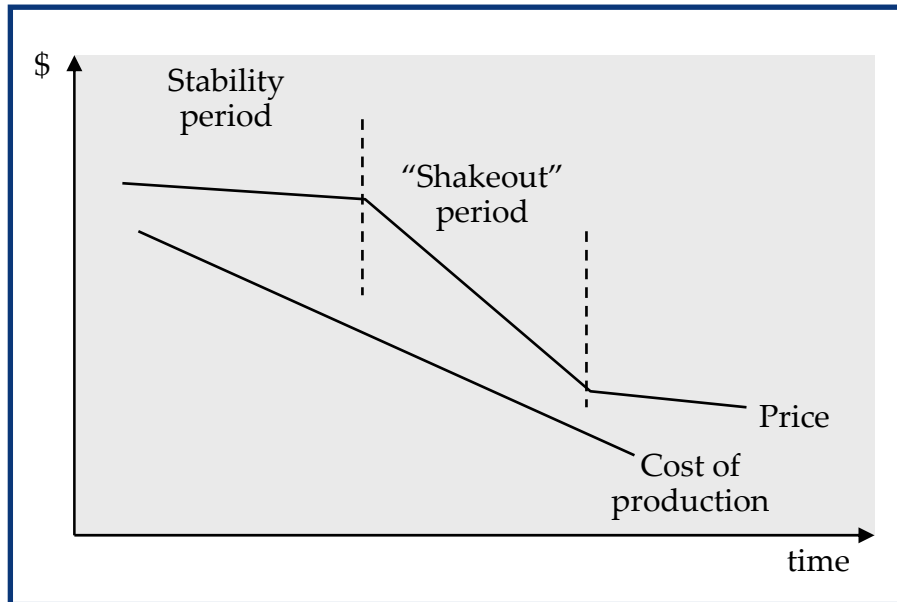 $
Stability
period
“Shakeout”
period
Price
Cost of
production
time